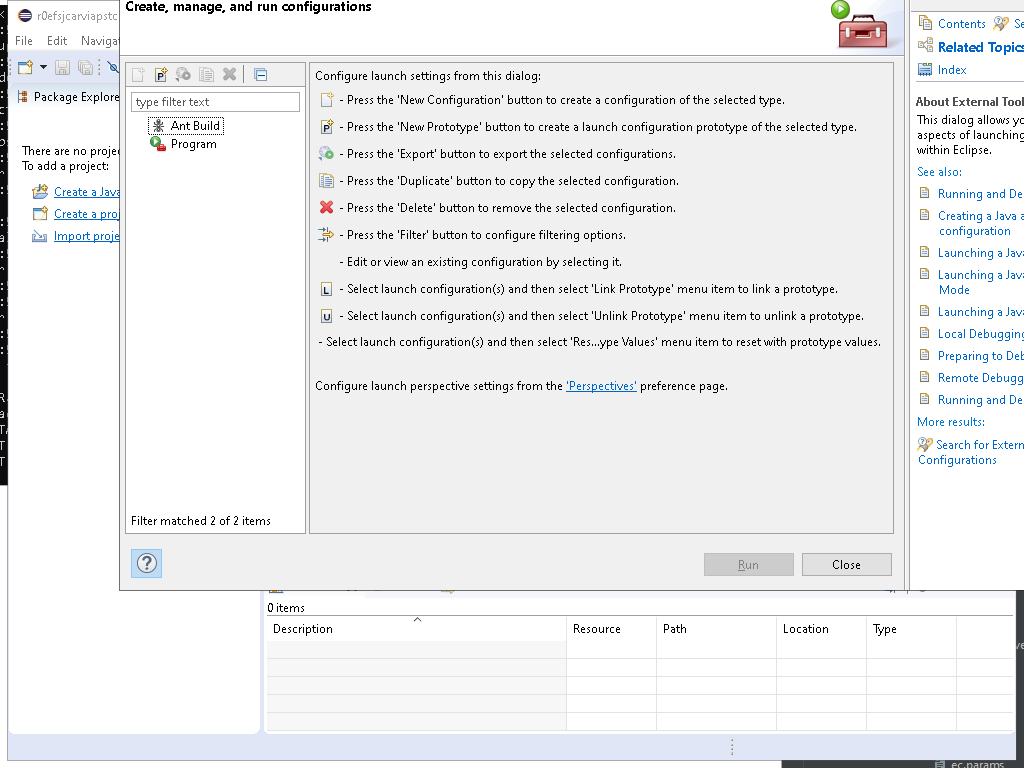 Create, manage, and run configurations
r0efsjcarviapstc
File Edit Naviga
Package Explore
There are no proje
To add a project:
Create a Java
Create a proj
Import proje
type filter text
Ant Build
Program
Filter matched 2 of 2 items
Configure launch settings from this dialog:
- Press the 'New Configuration' button to create a configuration of the selected type.
- Press the 'New Prototype' button to create a launch configuration prototype of the selected type.
- Press the 'Export' button to export the selected configurations.
- Press the 'Duplicate' button to copy the selected configuration.
- Press the 'Delete' button to remove the selected configuration.
- Press the 'Filter' button to configure filtering options.
- Edit or view an existing configuration by selecting it.
L - Select launch configuration(s) and then select 'Link Prototype' menu item to link a prototype.
U - Select launch configuration(s) and then select 'Unlink Prototype' menu item to unlink a prototype.
- Select launch configuration(s) and then select 'Res...ype Values' menu item to reset with prototype values.
Configure launch perspective settings from the 'Perspectives' preference page.
Run Close
Contents Se
Related Topics
Index
About External Tool
This dialog allows yo
aspects of launching
within Eclipse.
See also:
Running and De
Creating a Java a
configuration
Launching a Java
Launching a Java
Mode
Launching a Java
Local Debugging
Preparing to Deb
Remote Debugg
Running and De
More results:
Search for Extern
Configurations
0 items
Description Resource Path Location Type
ec.params